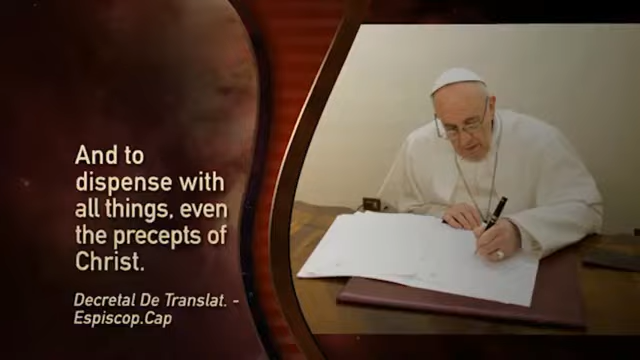 And to
dispense with
all things, even
the precepts of
Christ.
Decretal De Translat. -
Espiscop.Cap